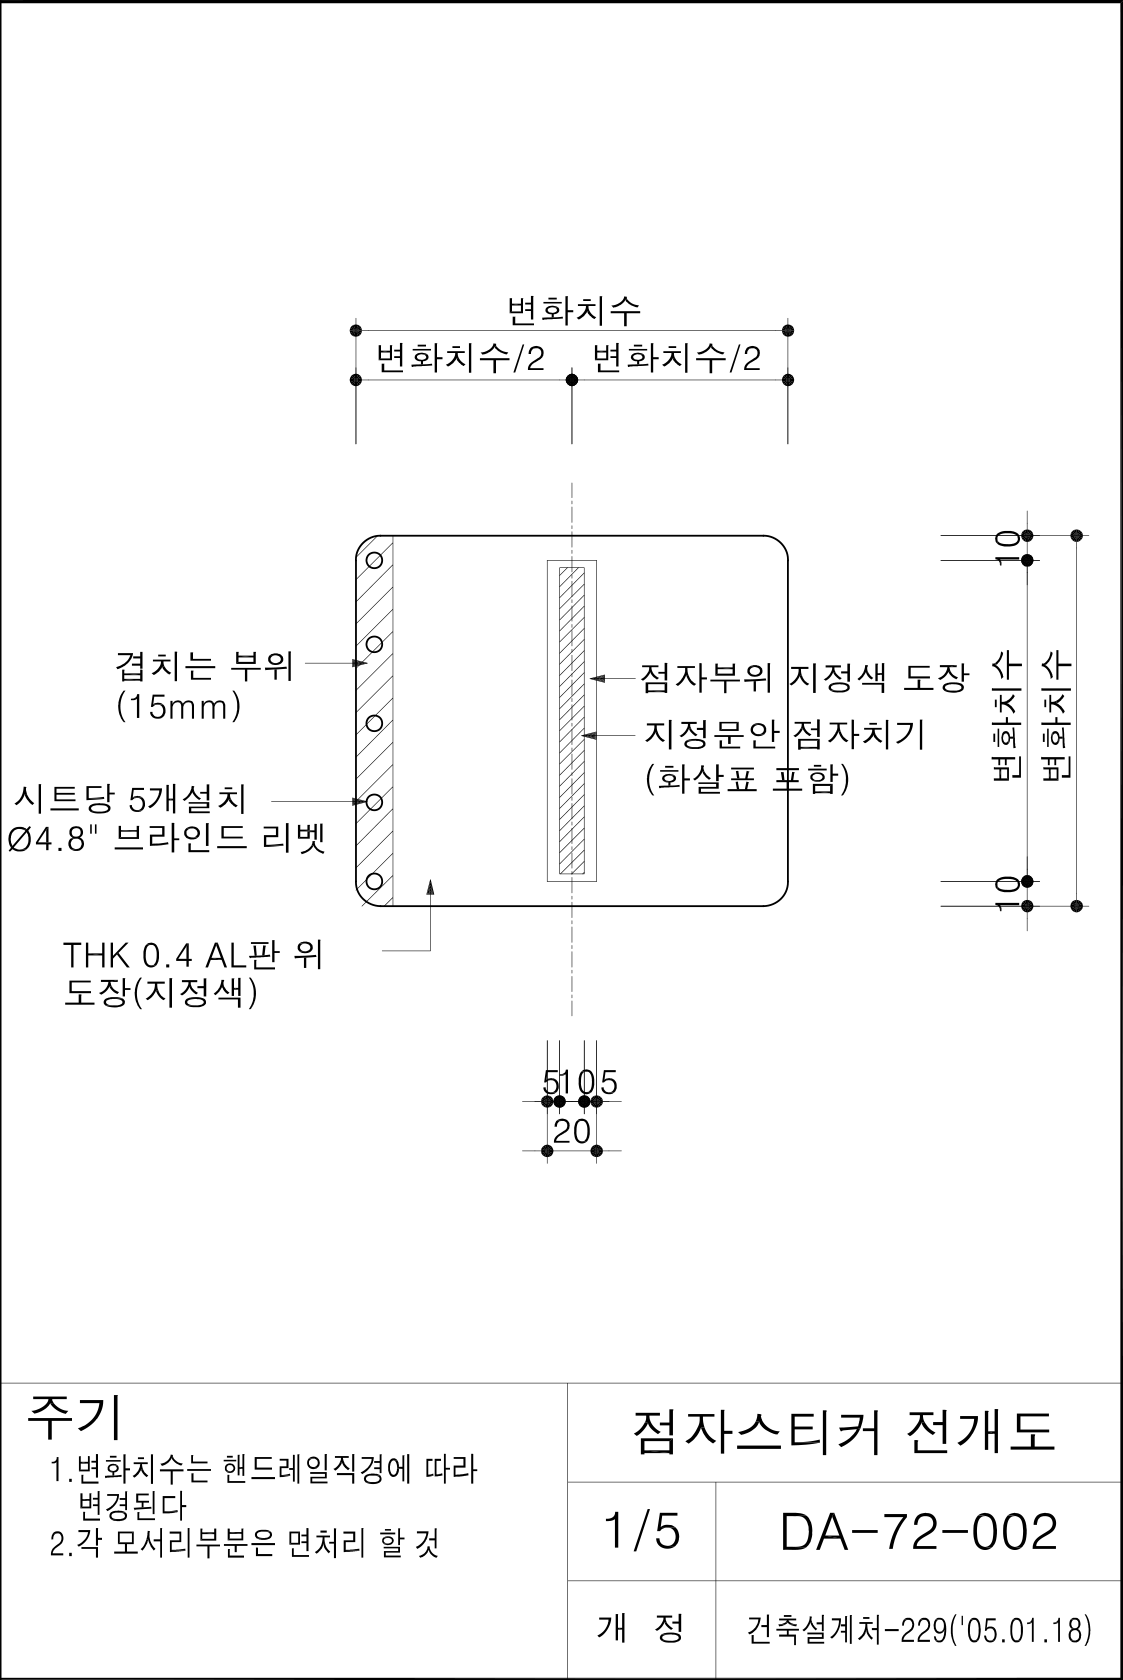 변화치수
변화치수/2 변화치수/2
10
겹치는 부위
(15mm)
점자부위 지정색 도장
지정문안 점자치기
(화살표 포함)
변화치수
변화치수
시트당 5개설치
Ø4.8" 브라인드 리벳
10
THK 0.4 AL판 위
도장(지정색)
5 10 5
20
주기
1.변화치수는 핸드레일직경에 따라
변경된다
2.각 모서리부분은 면처리 할 것
점자스티커 전개도
1/5 DA-72-002
개 정 건축설계처-229('05.01.18)